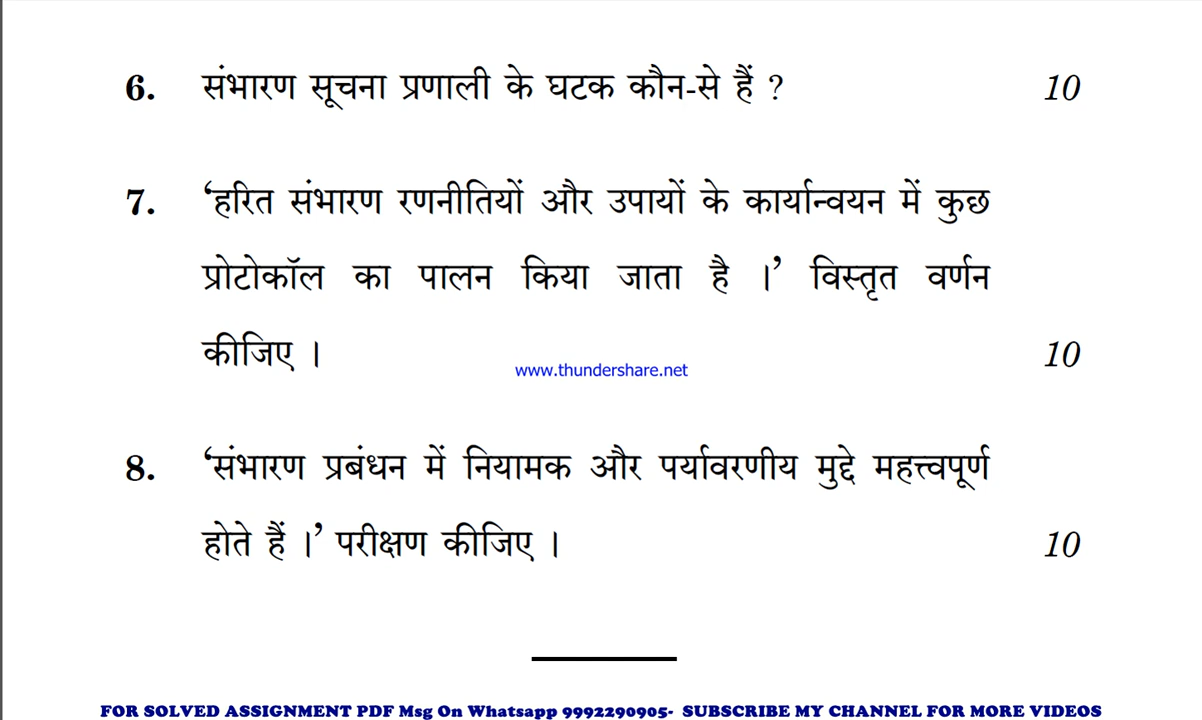 6. संभारण सूचना प्रणाली के घटक कौन-से हैं ? 10
7. ‘हरित संभारण रणनीतियों और उपायों के कार्यान्वयन में कुछ
प्रोटोकॉल का पालन किया जाता है ।’ विस्तृत वर्णन
कीजिए । 10
www.thundershare.net
8. ‘संभारण प्रबंधन में नियामक और पर्यावरणीय मुद्दे महत्त्वपूर्ण
होते हैं ।’ परीक्षण कीजिए । 10
FOR SOLVED ASSIGNMENT PDF Msg On Whatsapp 9992290905- SUBSCRIBE MY CHANNEL FOR MORE VIDEOS